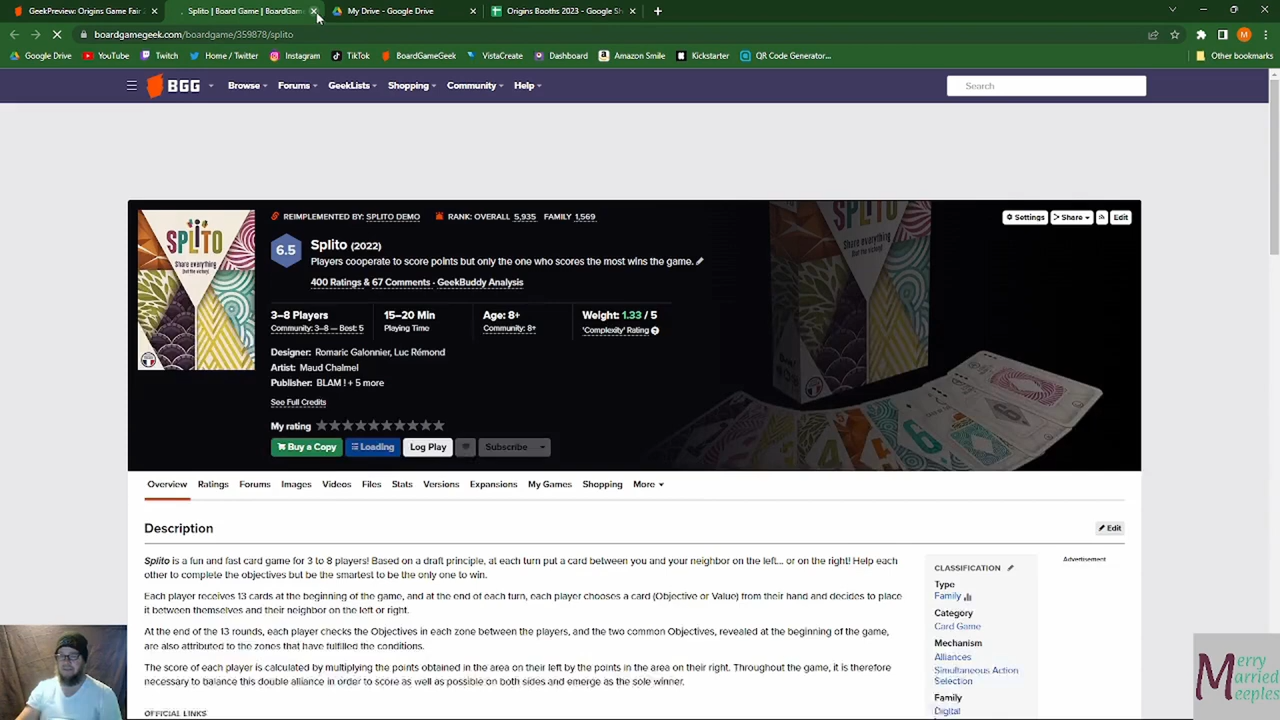 GeekPreview: Origins Game Fair
Splito | Board Game | BoardGam
My Drive - Google Drive
Origins Booths 2023 - Google Sh
boardgamegeek.com/boardgame/359878/splito
M
Google Drive
YouTube
Twitch
Home / Twitter
Instagram
TikTok
BoardGameGeek
VistaCreate
Dashboard
Amazon Smile
Kickstarter
QR Code Generator...
Other bookmarks
BGG
Browse
Forums
GeekLists
Shopping
Community
Help
Search
REIMPLEMENTED BY: SPLITO DEMO
RANK: OVERALL 5,935 FAMILY 1,569
Settings
Share
Edit
SPLITO
Share everything
(but the victory)
SPLITO
6.5
Splito (2022)
Players cooperate to score points but only the one who scores the most wins the game.
400 Ratings & 67 Comments · GeekBuddy Analysis
3–8 Players
Community: 3–8 — Best: 5
15–20 Min
Playing Time
Age: 8+
Community: 8+
Weight: 1.33 / 5
'Complexity' Rating
Designer: Romaric Galonnier, Luc Rémond
Artist: Maud Chalmel
Publisher: BLAM ! + 5 more
See Full Credits
My rating
Buy a Copy
Loading
Log Play
Subscribe
Overview
Ratings
Forums
Images
Videos
Files
Stats
Versions
Expansions
My Games
Shopping
More
Description
Edit
Splito is a fun and fast card game for 3 to 8 players! Based on a draft principle, at each turn put a card between you and your neighbor on the left... or on the right! Help each
other to complete the objectives but be the smartest to be the only one to win.
Each player receives 13 cards at the beginning of the game, and at the end of each turn, each player chooses a card (Objective or Value) from their hand and decides to place
it between themselves and their neighbor on the left or right.
At the end of the 13 rounds, each player checks the Objectives in each zone between the players, and the two common Objectives, revealed at the beginning of the game,
are also attributed to the zones that have fulfilled the conditions.
The score of each player is calculated by multiplying the points obtained in the area on their left by the points in the area on their right. Throughout the game, it is therefore
necessary to balance this double alliance in order to score as well as possible on both sides and emerge as the sole winner.
OFFICIAL LINKS
CLASSIFICATION
Type
Family
Category
Card Game
Mechanism
Alliances
Simultaneous Action
Selection
Family
Digital
Advertisement
Merry
Married
Meeples